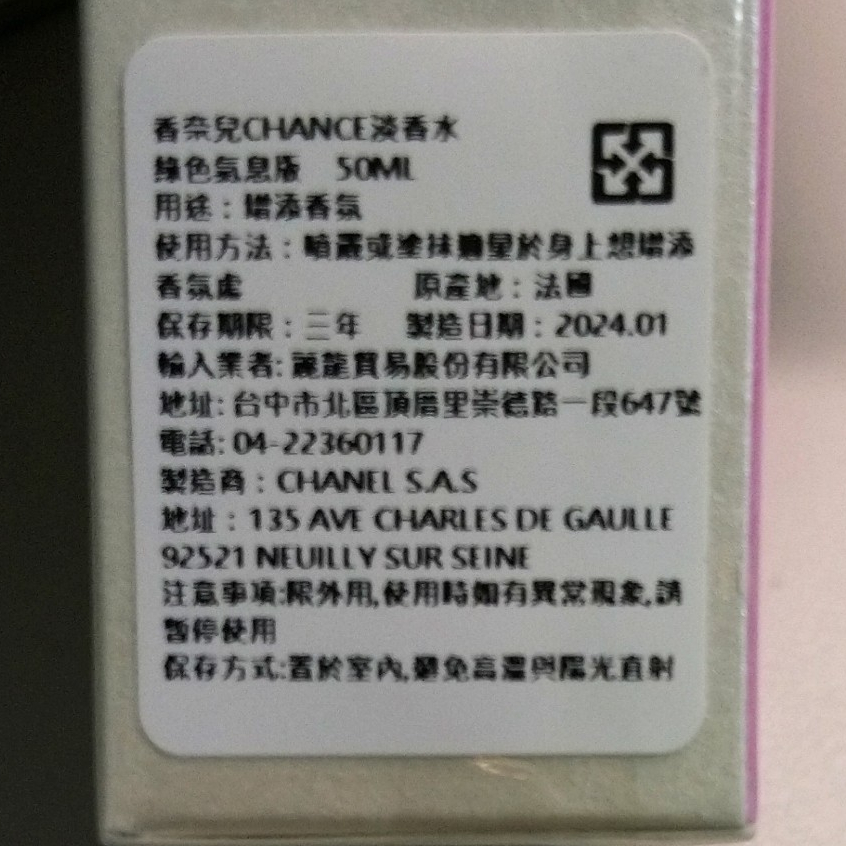 香奈兒CHANCE淡香水
綠色氣息版 50ML
用途：增添香氛
使用方法：噴灑或塗抹適量於身上想增添
香氛處 原產地：法國
保存期限：三年 製造日期：2024.01
輸入業者:麗龍貿易股份有限公司
地址:台中市北區頂厝里崇德路一段647號
電話:04-22360117
製造商：CHANEL S.A.S
地址：135 AVE CHARLES DE GAULLE
92521 NEUILLY SUR SEINE
注意事項:限外用,使用時如有異常現象,請
暫停使用
保存方式:置於室內,避免高溫與陽光直射